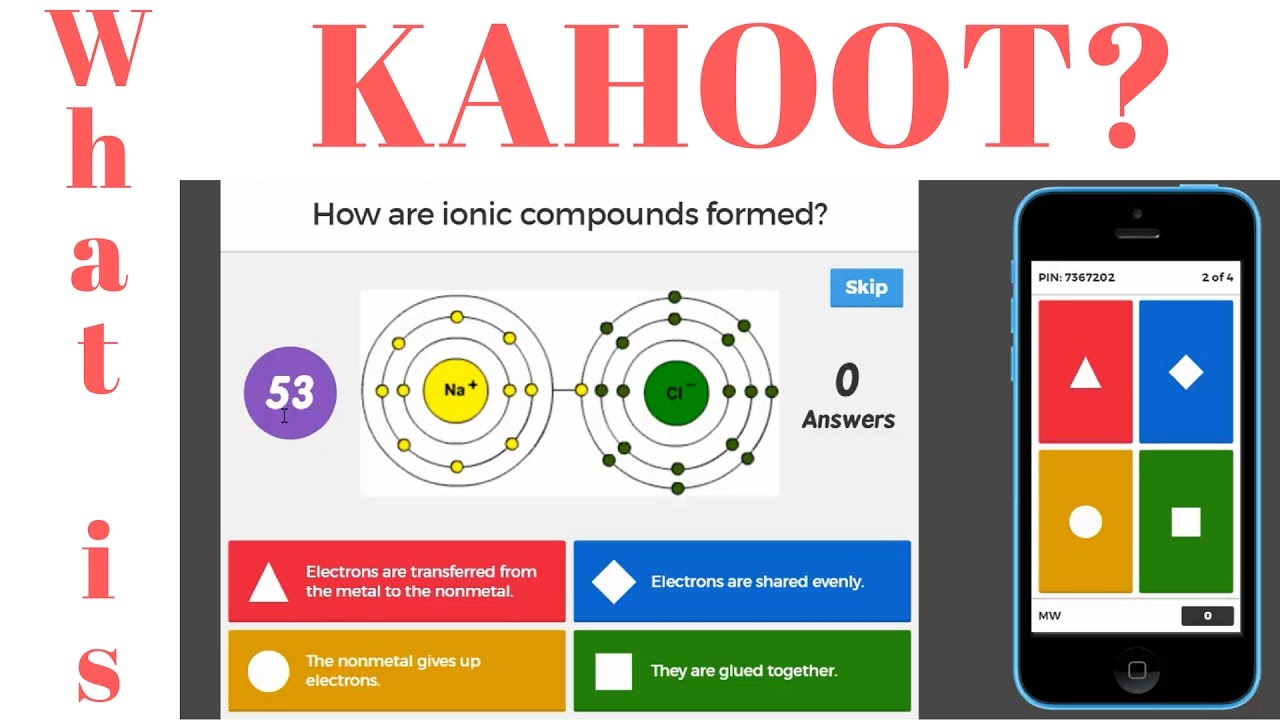 What is
KAHOOT?
How are ionic compounds formed?
Skip
53
Na+
Cl−
0
Answers
Electrons are transferred from
the metal to the nonmetal.
Electrons are shared evenly.
The nonmetal gives up
electrons.
They are glued together.
PIN: 7367202
2 of 4
MW
0